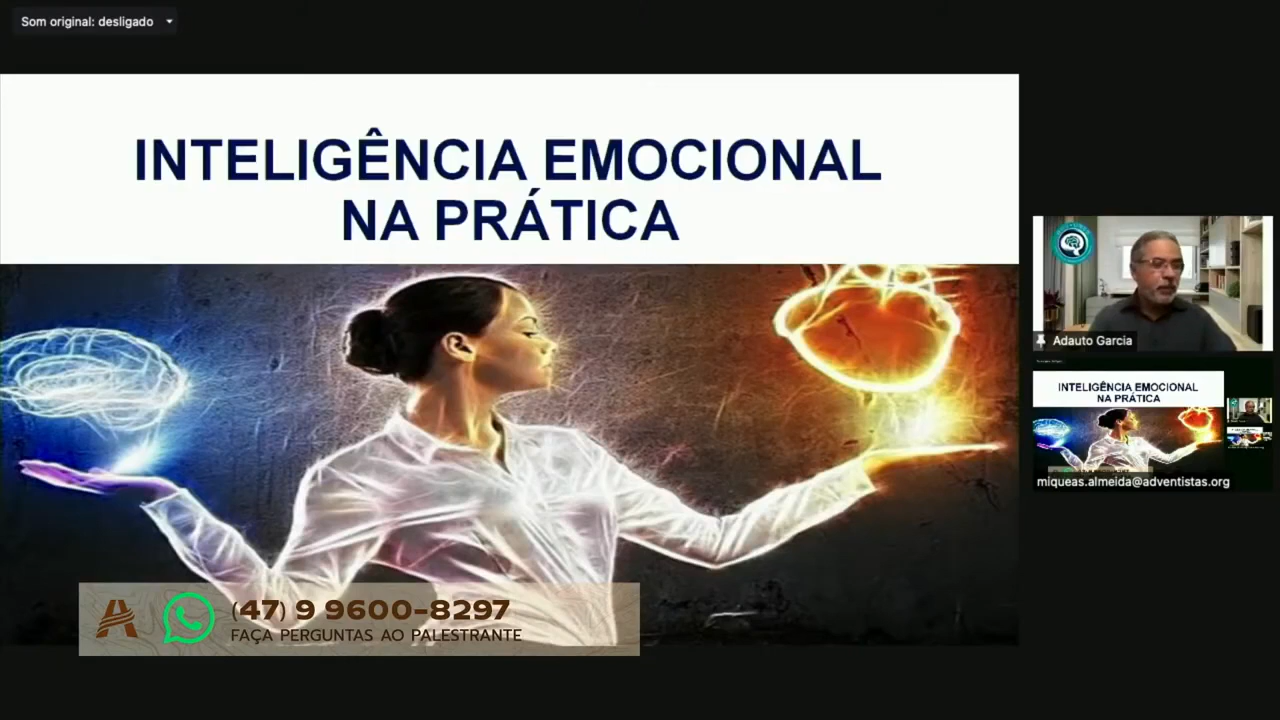 Som original: desligado
INTELIGÊNCIA EMOCIONAL
NA PRÁTICA
(47) 9 9600-8297
FAÇA PERGUNTAS AO PALESTRANTE
Adauto Garcia
INTELIGÊNCIA EMOCIONAL
NA PRÁTICA
miqueas.almeida@adventistas.org